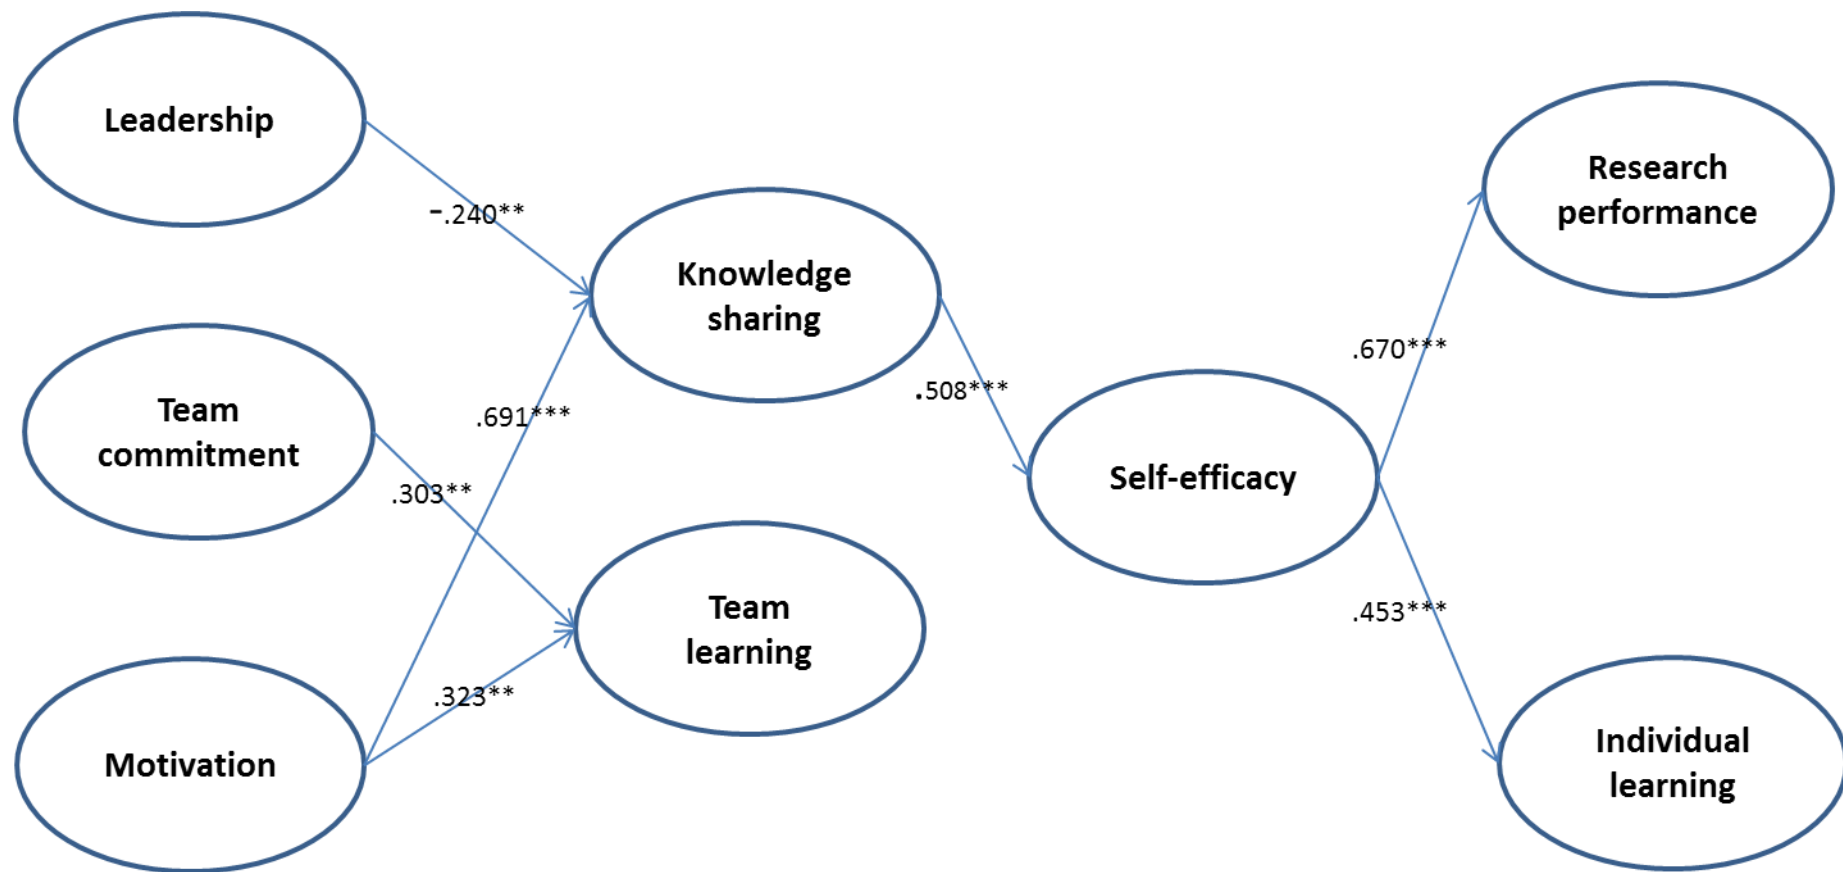 Leadership
-.240**
Knowledge
sharing
Research
performance
Team
commitment
.691***
.303**
.508***
.670***
Self-efficacy
Team
learning
.453***
Motivation
.323**
Individual
learning